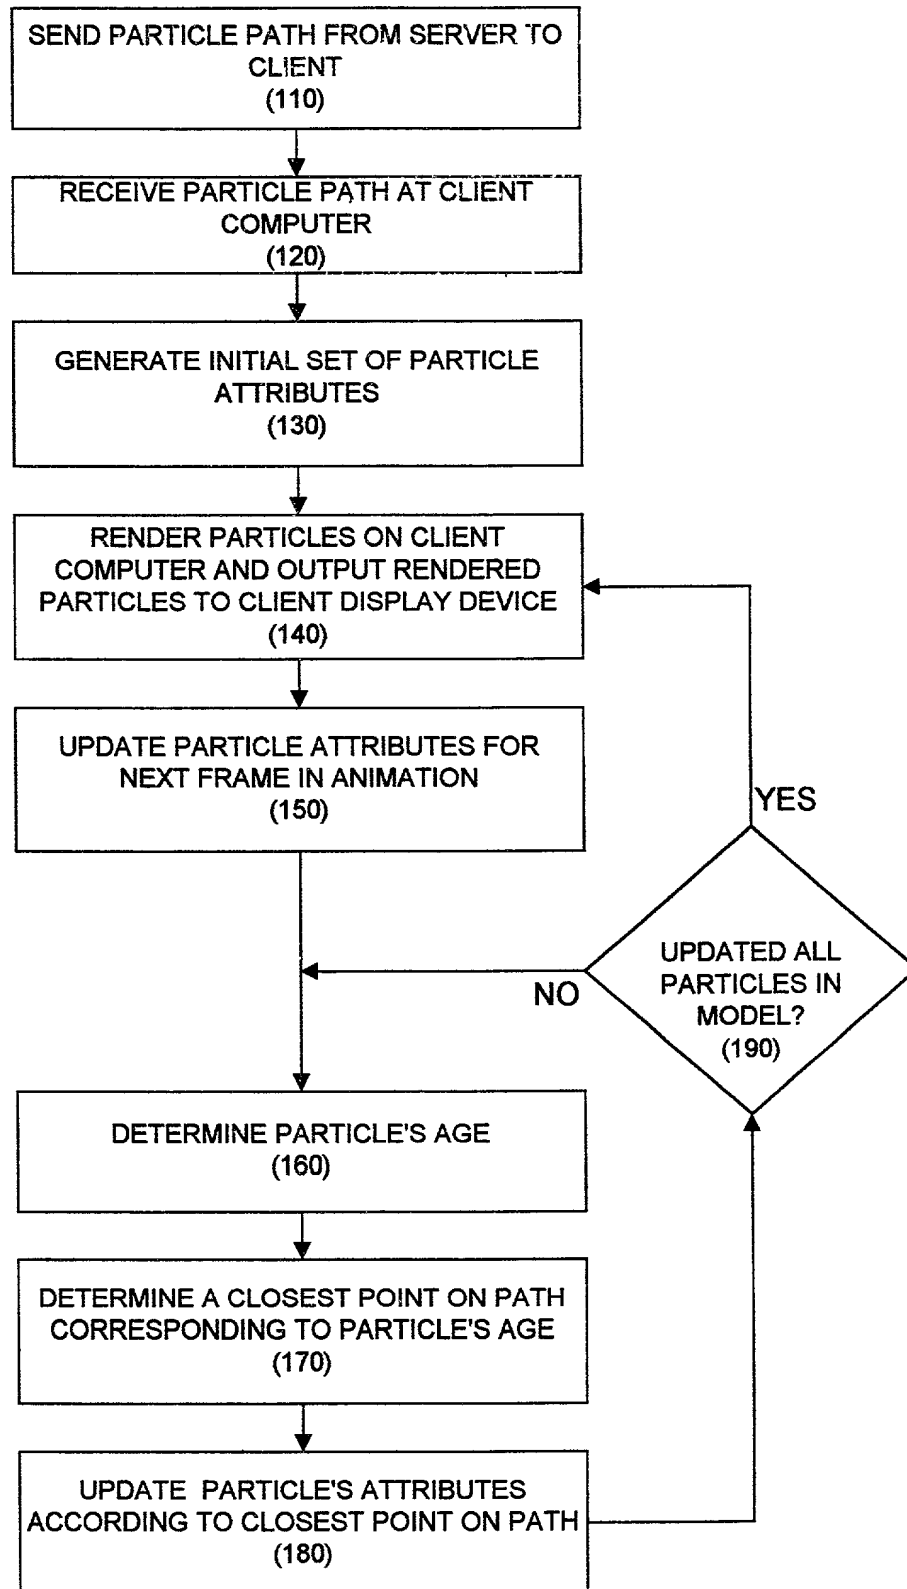 SEND PARTICLE PATH FROM SERVER TO
CLIENT
(110)
RECEIVE PARTICLE PATH AT CLIENT
COMPUTER
(120)
GENERATE INITIAL SET OF PARTICLE
ATTRIBUTES
(130)
RENDER PARTICLES ON CLIENT
COMPUTER AND OUTPUT RENDERED
PARTICLES TO CLIENT DISPLAY DEVICE
(140)
UPDATE PARTICLE ATTRIBUTES FOR
NEXT FRAME IN ANIMATION
(150)
YES
UPDATED ALL
PARTICLES IN
MODEL?
(190)
NO
DETERMINE PARTICLE'S AGE
(160)
DETERMINE A CLOSEST POINT ON PATH
CORRESPONDING TO PARTICLE'S AGE
(170)
UPDATE PARTICLE'S ATTRIBUTES
ACCORDING TO CLOSEST POINT ON PATH
(180)